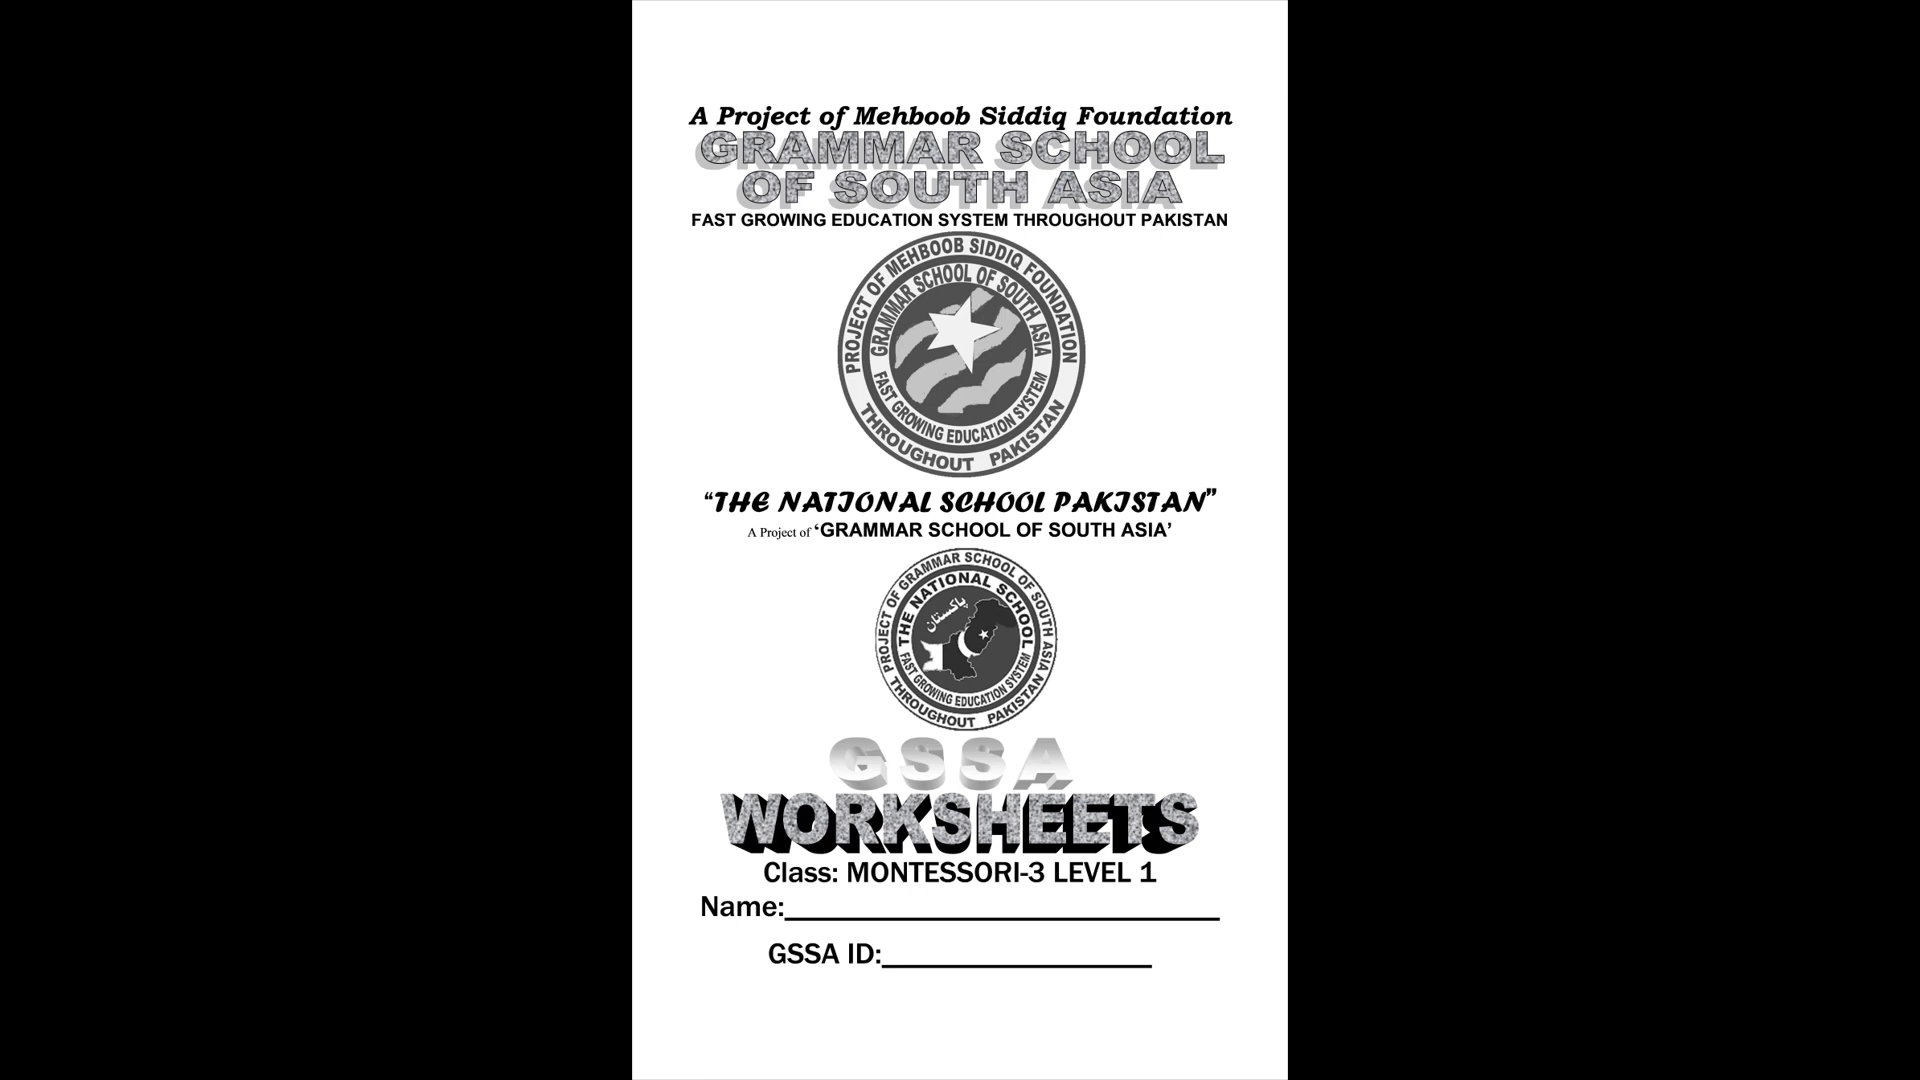 A Project of Mehboob Siddiq Foundation
GRAMMAR SCHOOL
OF SOUTH ASIA
FAST GROWING EDUCATION SYSTEM THROUGHOUT PAKISTAN
PROJECT OF MEHBOOB SIDDIQ FOUNDATION
GRAMMAR SCHOOL OF SOUTH ASIA
FAST GROWING EDUCATION SYSTEM
THROUGHOUT PAKISTAN
“THE NATIONAL SCHOOL PAKISTAN”
A Project of ‘GRAMMAR SCHOOL OF SOUTH ASIA’
PROJECT OF GRAMMAR SCHOOL OF SOUTH ASIA
THE NATIONAL SCHOOL
پاکستان
FAST GROWING EDUCATION SYSTEM
THROUGHOUT PAKISTAN
GSSA
WORKSHEETS
Class: MONTESSORI-3 LEVEL 1
Name:______________________________
GSSA ID:___________________